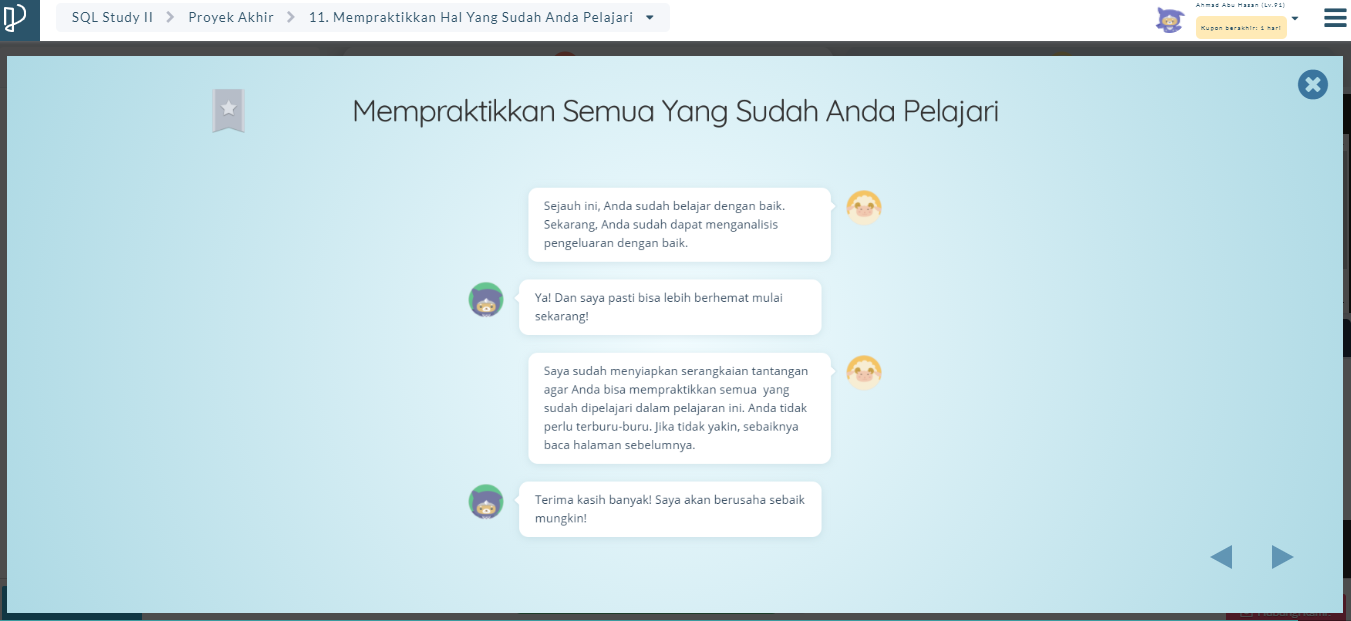 SQL Study II
Proyek Akhir
11. Mempraktikkan Hal Yang Sudah Anda Pelajari
Ahmad Abu Hasan (Lv.91)
Kupon berakhir: 1 hari
Mempraktikkan Semua Yang Sudah Anda Pelajari
Sejauh ini, Anda sudah belajar dengan baik.
Sekarang, Anda sudah dapat menganalisis
pengeluaran dengan baik.
Ya! Dan saya pasti bisa lebih berhemat mulai
sekarang!
Saya sudah menyiapkan serangkaian tantangan
agar Anda bisa mempraktikkan semua yang
sudah dipelajari dalam pelajaran ini. Anda tidak
perlu terburu-buru. Jika tidak yakin, sebaiknya
baca halaman sebelumnya.
Terima kasih banyak! Saya akan berusaha sebaik
mungkin!